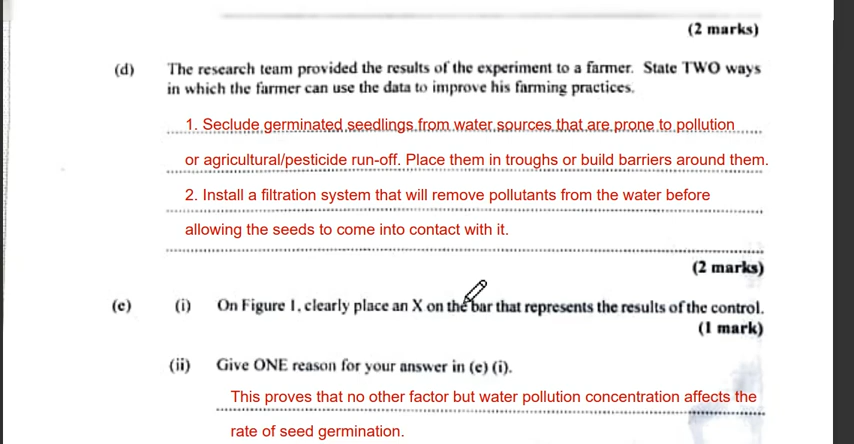 (2 marks)
(d) The research team provided the results of the experiment to a farmer. State TWO ways
in which the farmer can use the data to improve his farming practices.
1. Seclude germinated seedlings from water sources that are prone to pollution
or agricultural/pesticide run-off. Place them in troughs or build barriers around them.
2. Install a filtration system that will remove pollutants from the water before
allowing the seeds to come into contact with it.
(2 marks)
(e) (i) On Figure 1, clearly place an X on the bar that represents the results of the control.
(1 mark)
(ii) Give ONE reason for your answer in (e) (i).
This proves that no other factor but water pollution concentration affects the
rate of seed germination.